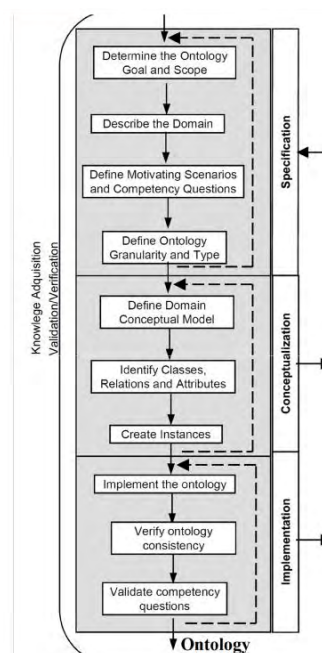 Knowlege Adquisition
Validation/Verification
Determine the Ontology
Goal and Scope
Describe the Domain
Define Motivating Scenarios
and Competency Questions
Define Ontology
Granularity and Type
Specification
Define Domain
Conceptual Model
Identify Classes,
Relations and Attributes
Create Instances
Conceptualization
Implement the ontology
Verify ontology
consistency
Validate competency
questions
Implementation
Ontology